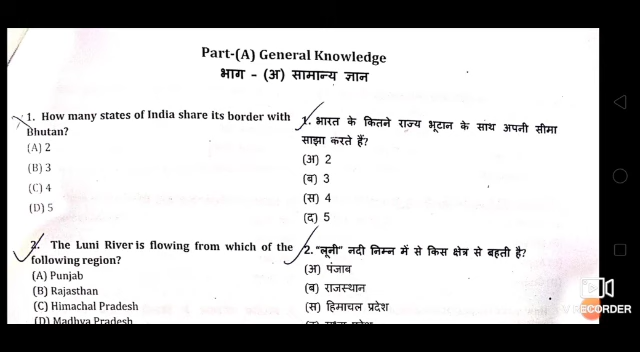 Part-(A) General Knowledge
भाग - (अ) सामान्य ज्ञान
1. How many states of India share its border with
Bhutan?
(A) 2
(B) 3
(C) 4
(D) 5
2. The Luni River is flowing from which of the
following region?
(A) Punjab
(B) Rajasthan
(C) Himachal Pradesh
(D) Madhya Pradesh
1. भारत के कितने राज्य भूटान के साथ अपनी सीमा
साझा करते हैं?
(अ) 2
(ब) 3
(स) 4
(द) 5
2. "लूनी" नदी निम्न में से किस क्षेत्र से बहती है?
(अ) पंजाब
(ब) राजस्थान
(स) हिमाचल प्रदेश
V RECORDER